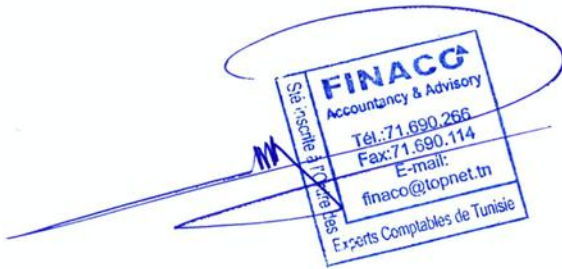 FINACO
Accountancy & Advisory
Tél.:71.690.266
Fax:71.690.114
E-mail:
finaco@topnet.tn
Sté inscrite à l'Ordre des
Experts Comptables de Tunisie